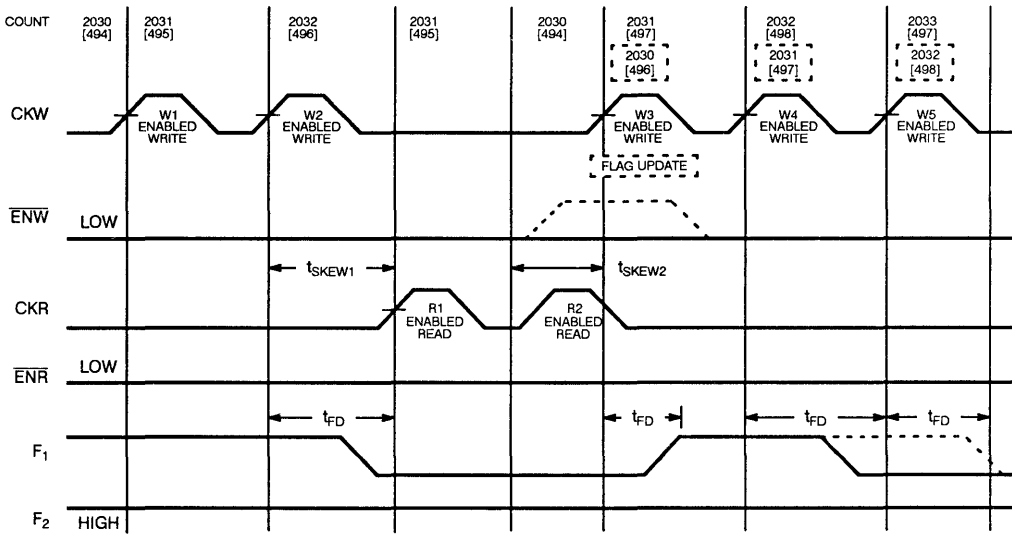 COUNT 2030 2031 2032 2031 2030 2031 2032 2033
[494] [495] [496] [495] [494] [497] [498] [497]
2030 2031 2032
[496] [497] [498]
CKW W1 W2 W3 W4 W5
ENABLED ENABLED ENABLED ENABLED ENABLED
WRITE WRITE WRITE WRITE WRITE
FLAG UPDATE
ENW LOW
tSKEW1 tSKEW2
CKR R1 R2
ENABLED ENABLED
READ READ
ENR LOW
tFD tFD tFD tFD
F1
F2 HIGH